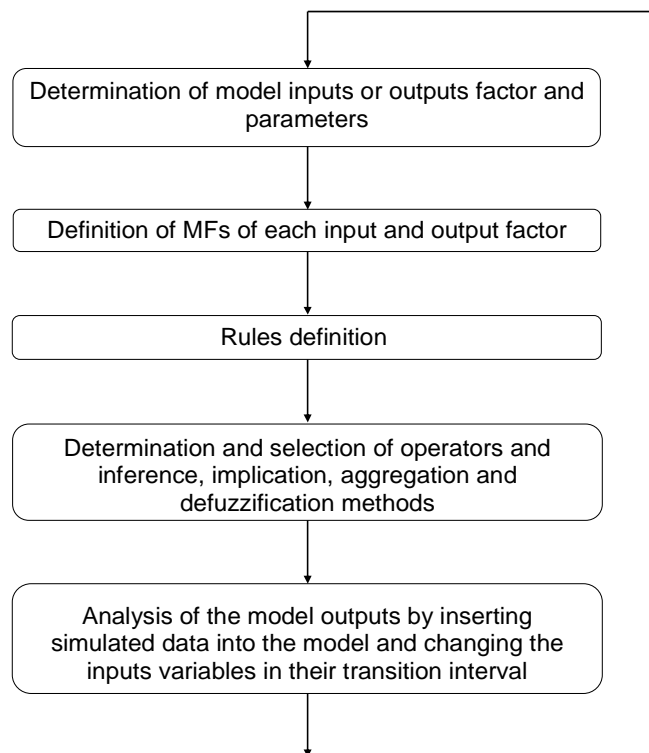 Determination of model inputs or outputs factor and
parameters
Definition of MFs of each input and output factor
Rules definition
Determination and selection of operators and
inference, implication, aggregation and
defuzzification methods
Analysis of the model outputs by inserting
simulated data into the model and changing the
inputs variables in their transition interval